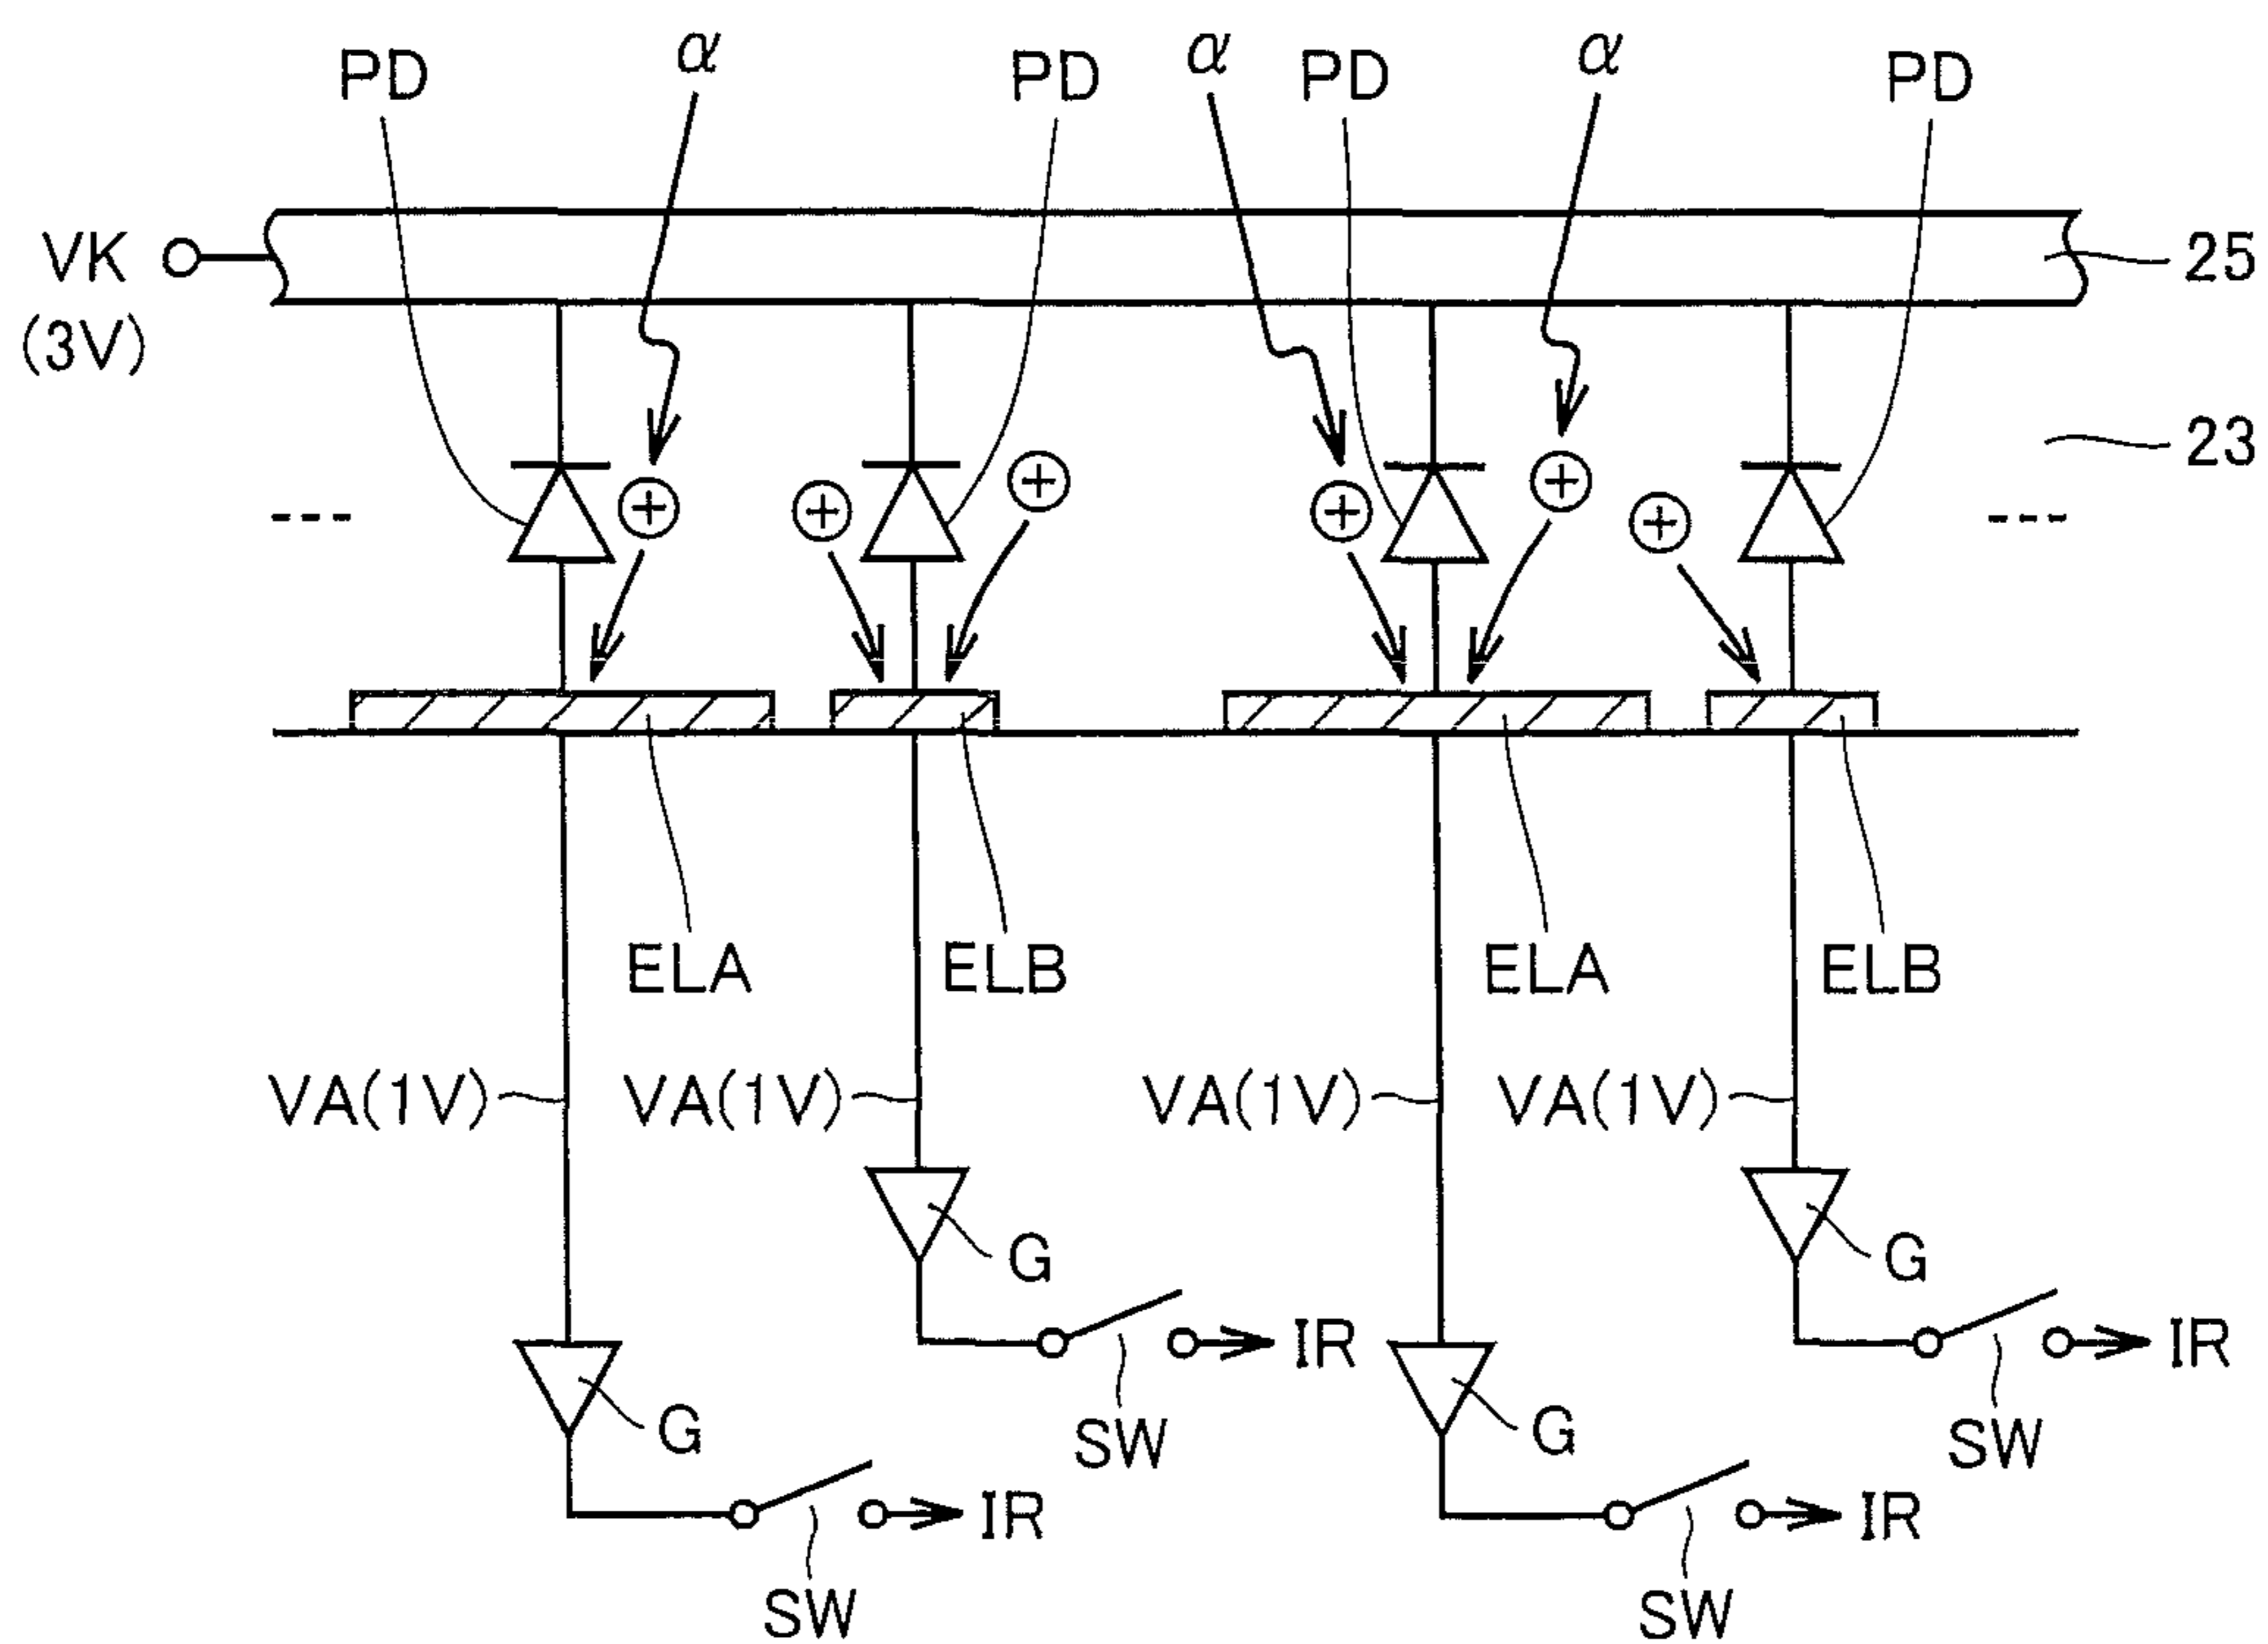 PD α PD α PD α PD
VK
(3V)
25
23
ELA ELB ELA ELB
VA(1V) VA(1V) VA(1V) VA(1V)
G G
IR IR
G SW G SW
IR IR
SW SW